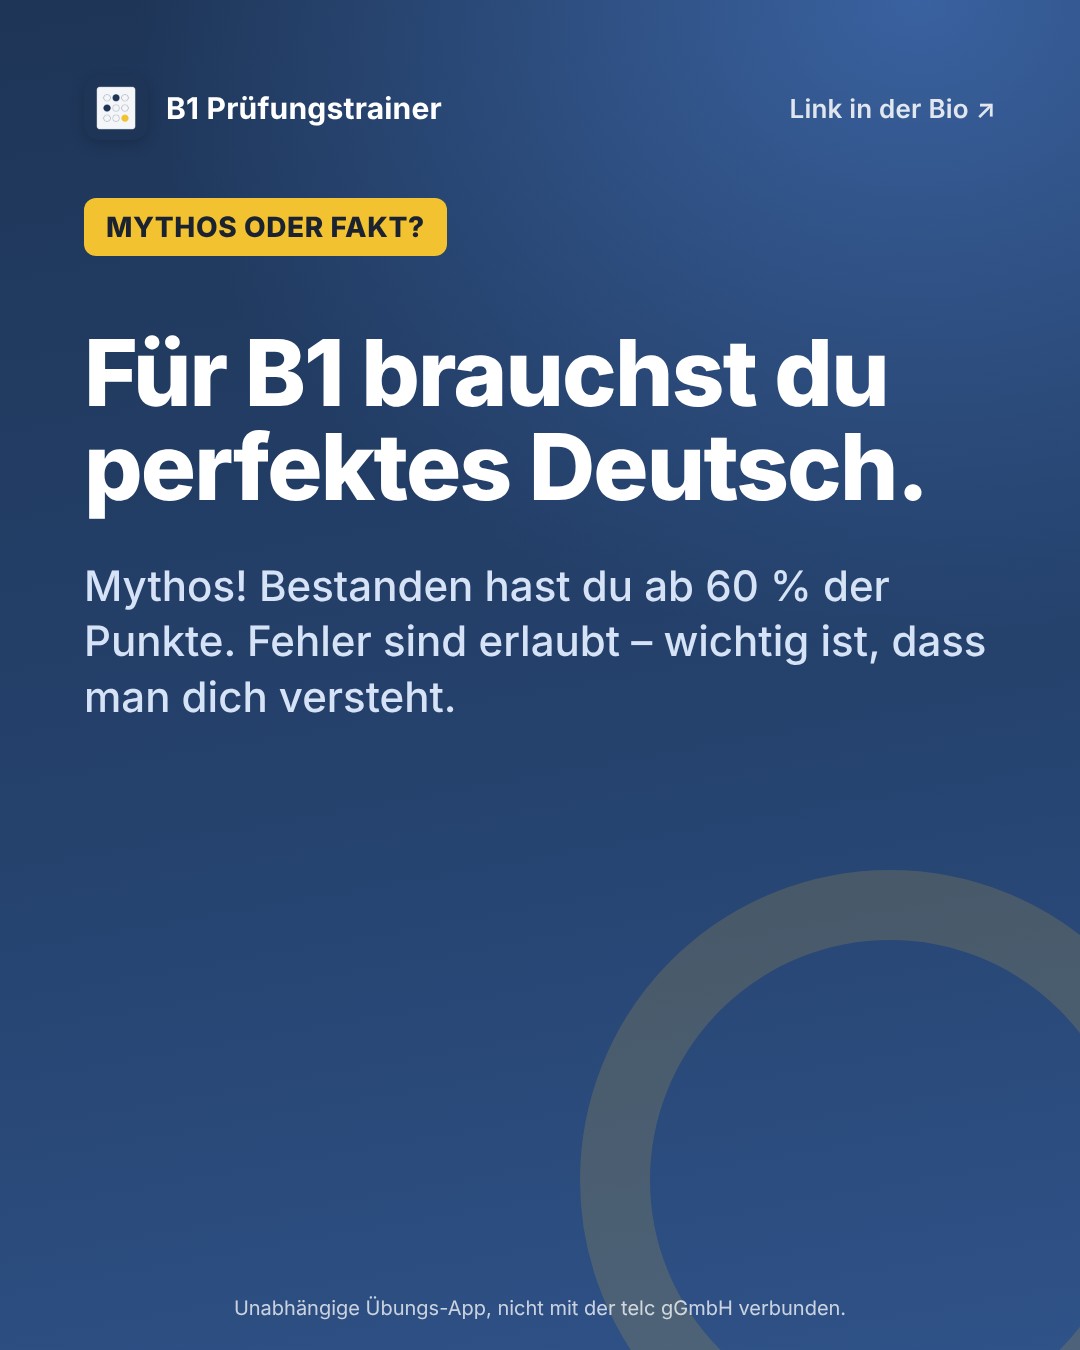 B1 Prüfungstrainer
Link in der Bio ↗
MYTHOS ODER FAKT?
Für B1 brauchst du
perfektes Deutsch.
Mythos! Bestanden hast du ab 60 % der
Punkte. Fehler sind erlaubt – wichtig ist, dass
man dich versteht.
Unabhängige Übungs-App, nicht mit der telc gGmbH verbunden.